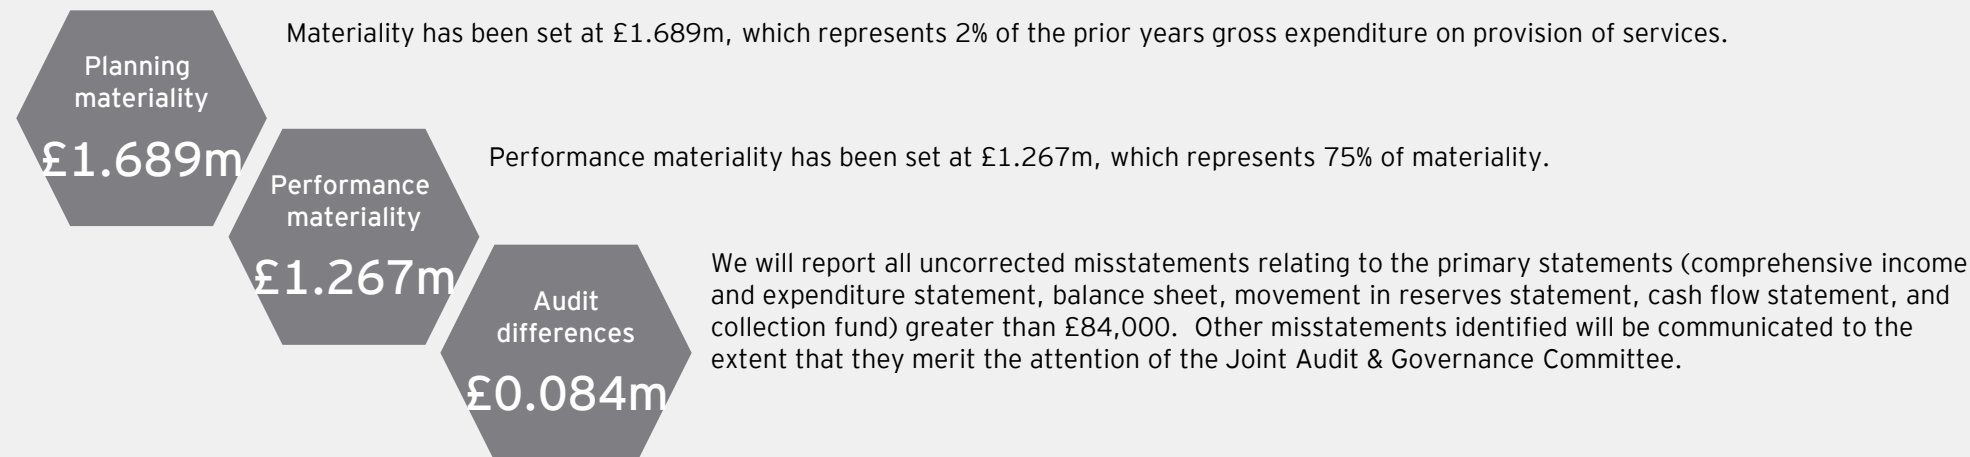 Planning
materiality
£1.689m
Materiality has been set at £1.689m, which represents 2% of the prior years gross expenditure on provision of services.
Performance
materiality
£1.267m
Performance materiality has been set at £1.267m, which represents 75% of materiality.
Audit
differences
£0.084m
We will report all uncorrected misstatements relating to the primary statements (comprehensive income
and expenditure statement, balance sheet, movement in reserves statement, cash flow statement, and
collection fund) greater than £84,000.  Other misstatements identified will be communicated to the
extent that they merit the attention of the Joint Audit & Governance Committee.